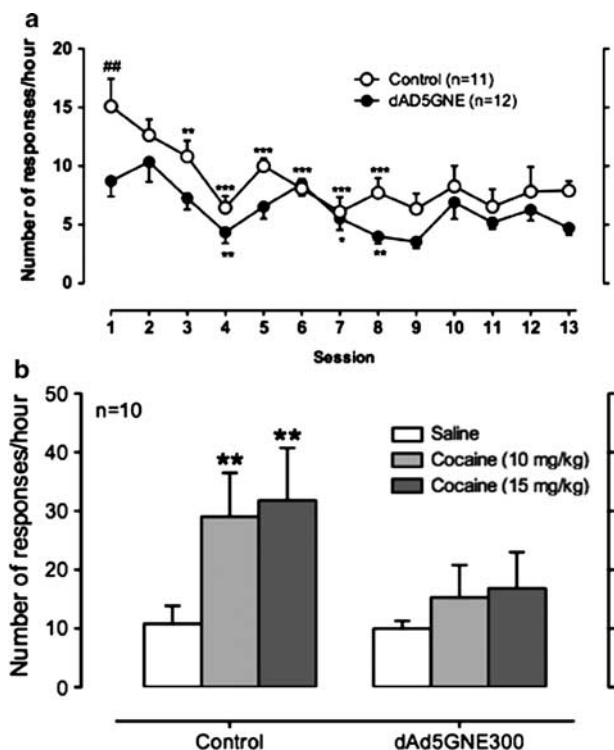 a
Number of responses/hour
20
15
10
5
0
##
**
***
***
***
***
***
**
*
**
Control (n=11)
dAD5GNE (n=12)
1 2 3 4 5 6 7 8 9 10 11 12 13
Session
b
Number of responses/hour
50
40
30
20
10
0
n=10
**
**
Saline
Cocaine (10 mg/kg)
Cocaine (15 mg/kg)
Control dAd5GNE300